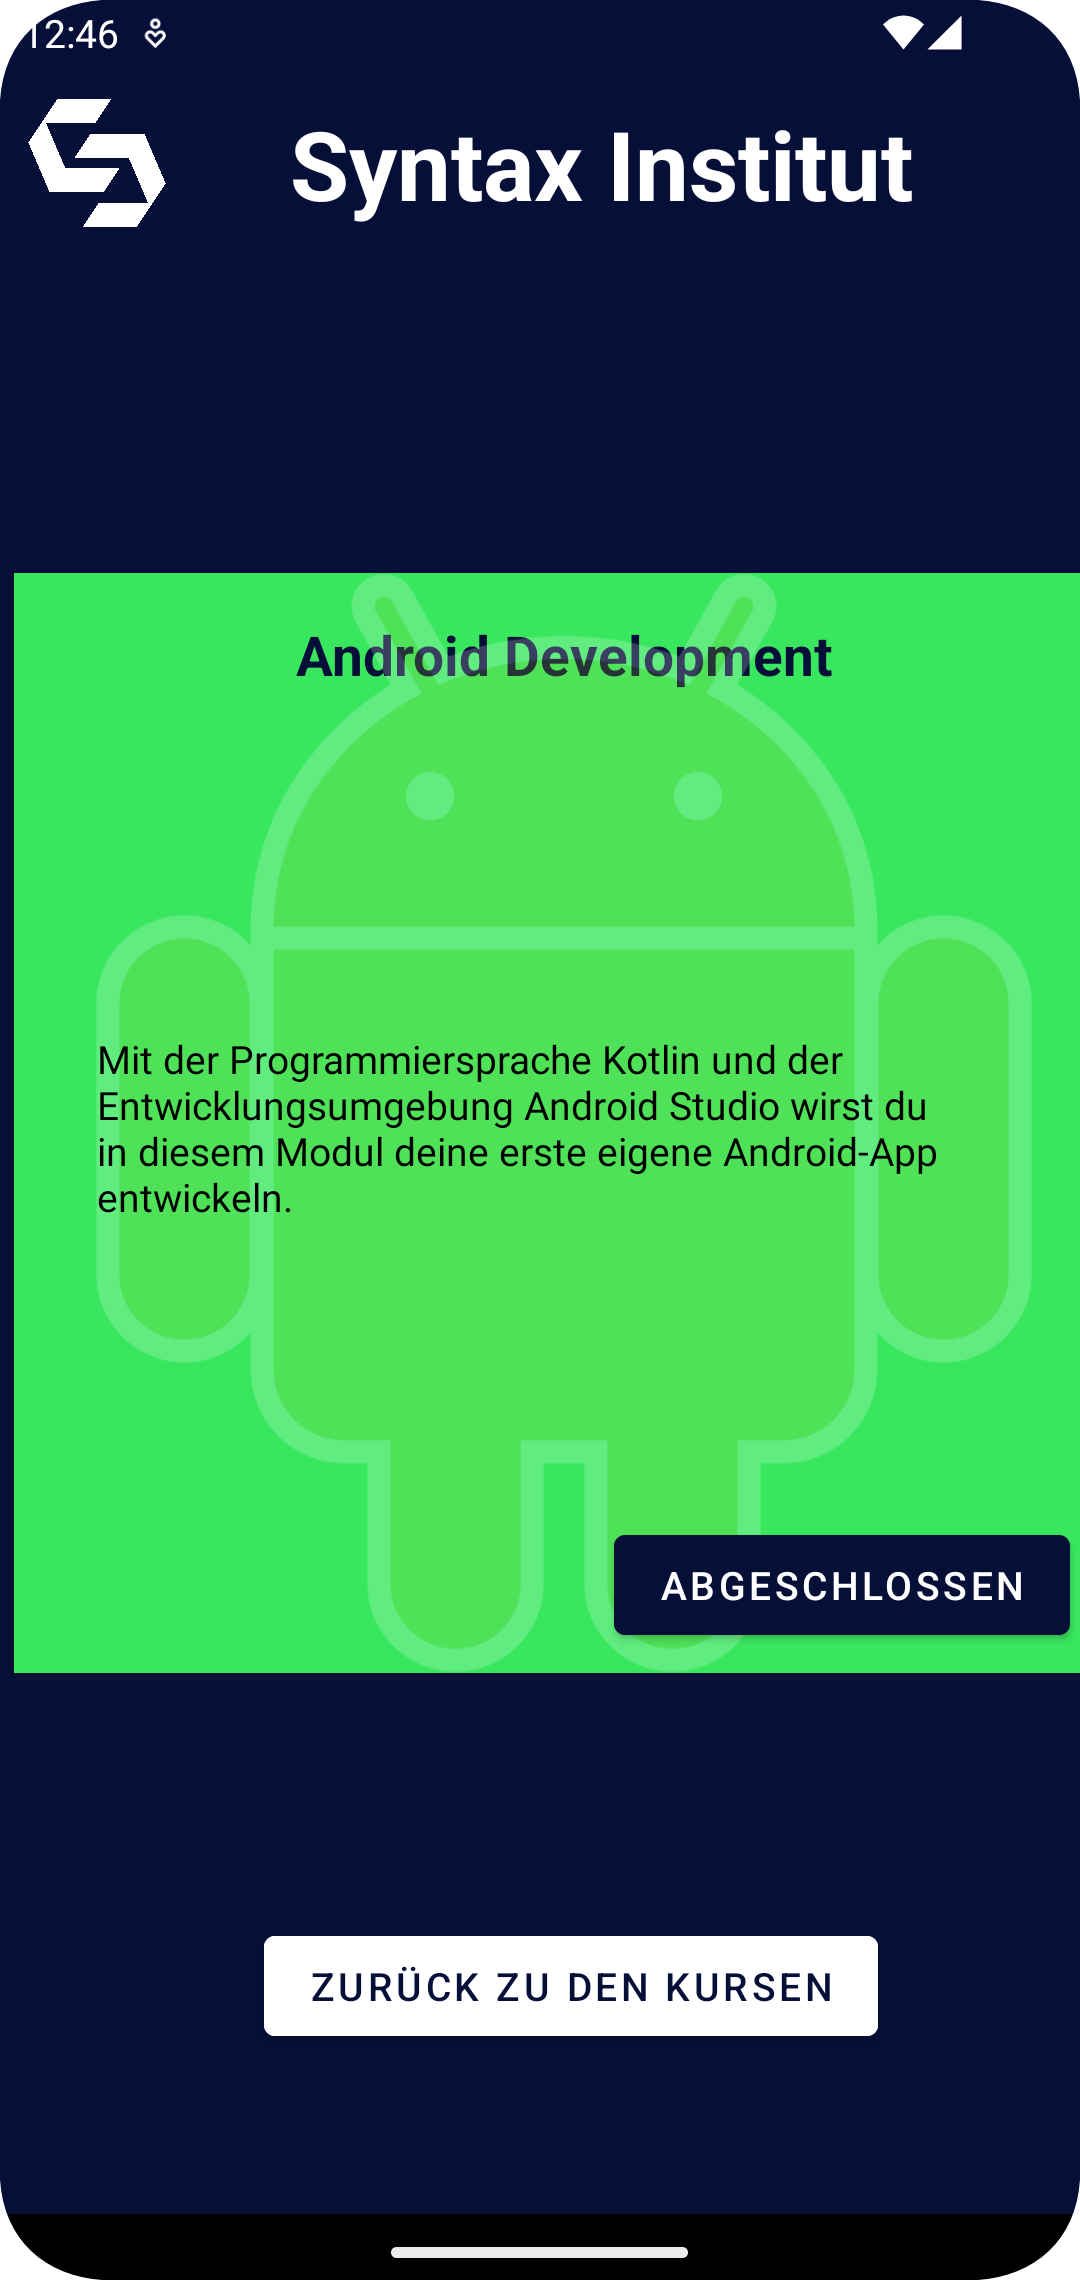 12:46
Syntax Institut
Android Development
Mit der Programmiersprache Kotlin und der
Entwicklungsumgebung Android Studio wirst du
in diesem Modul deine erste eigene Android-App
entwickeln.
ABGESCHLOSSEN
ZURÜCK ZU DEN KURSEN